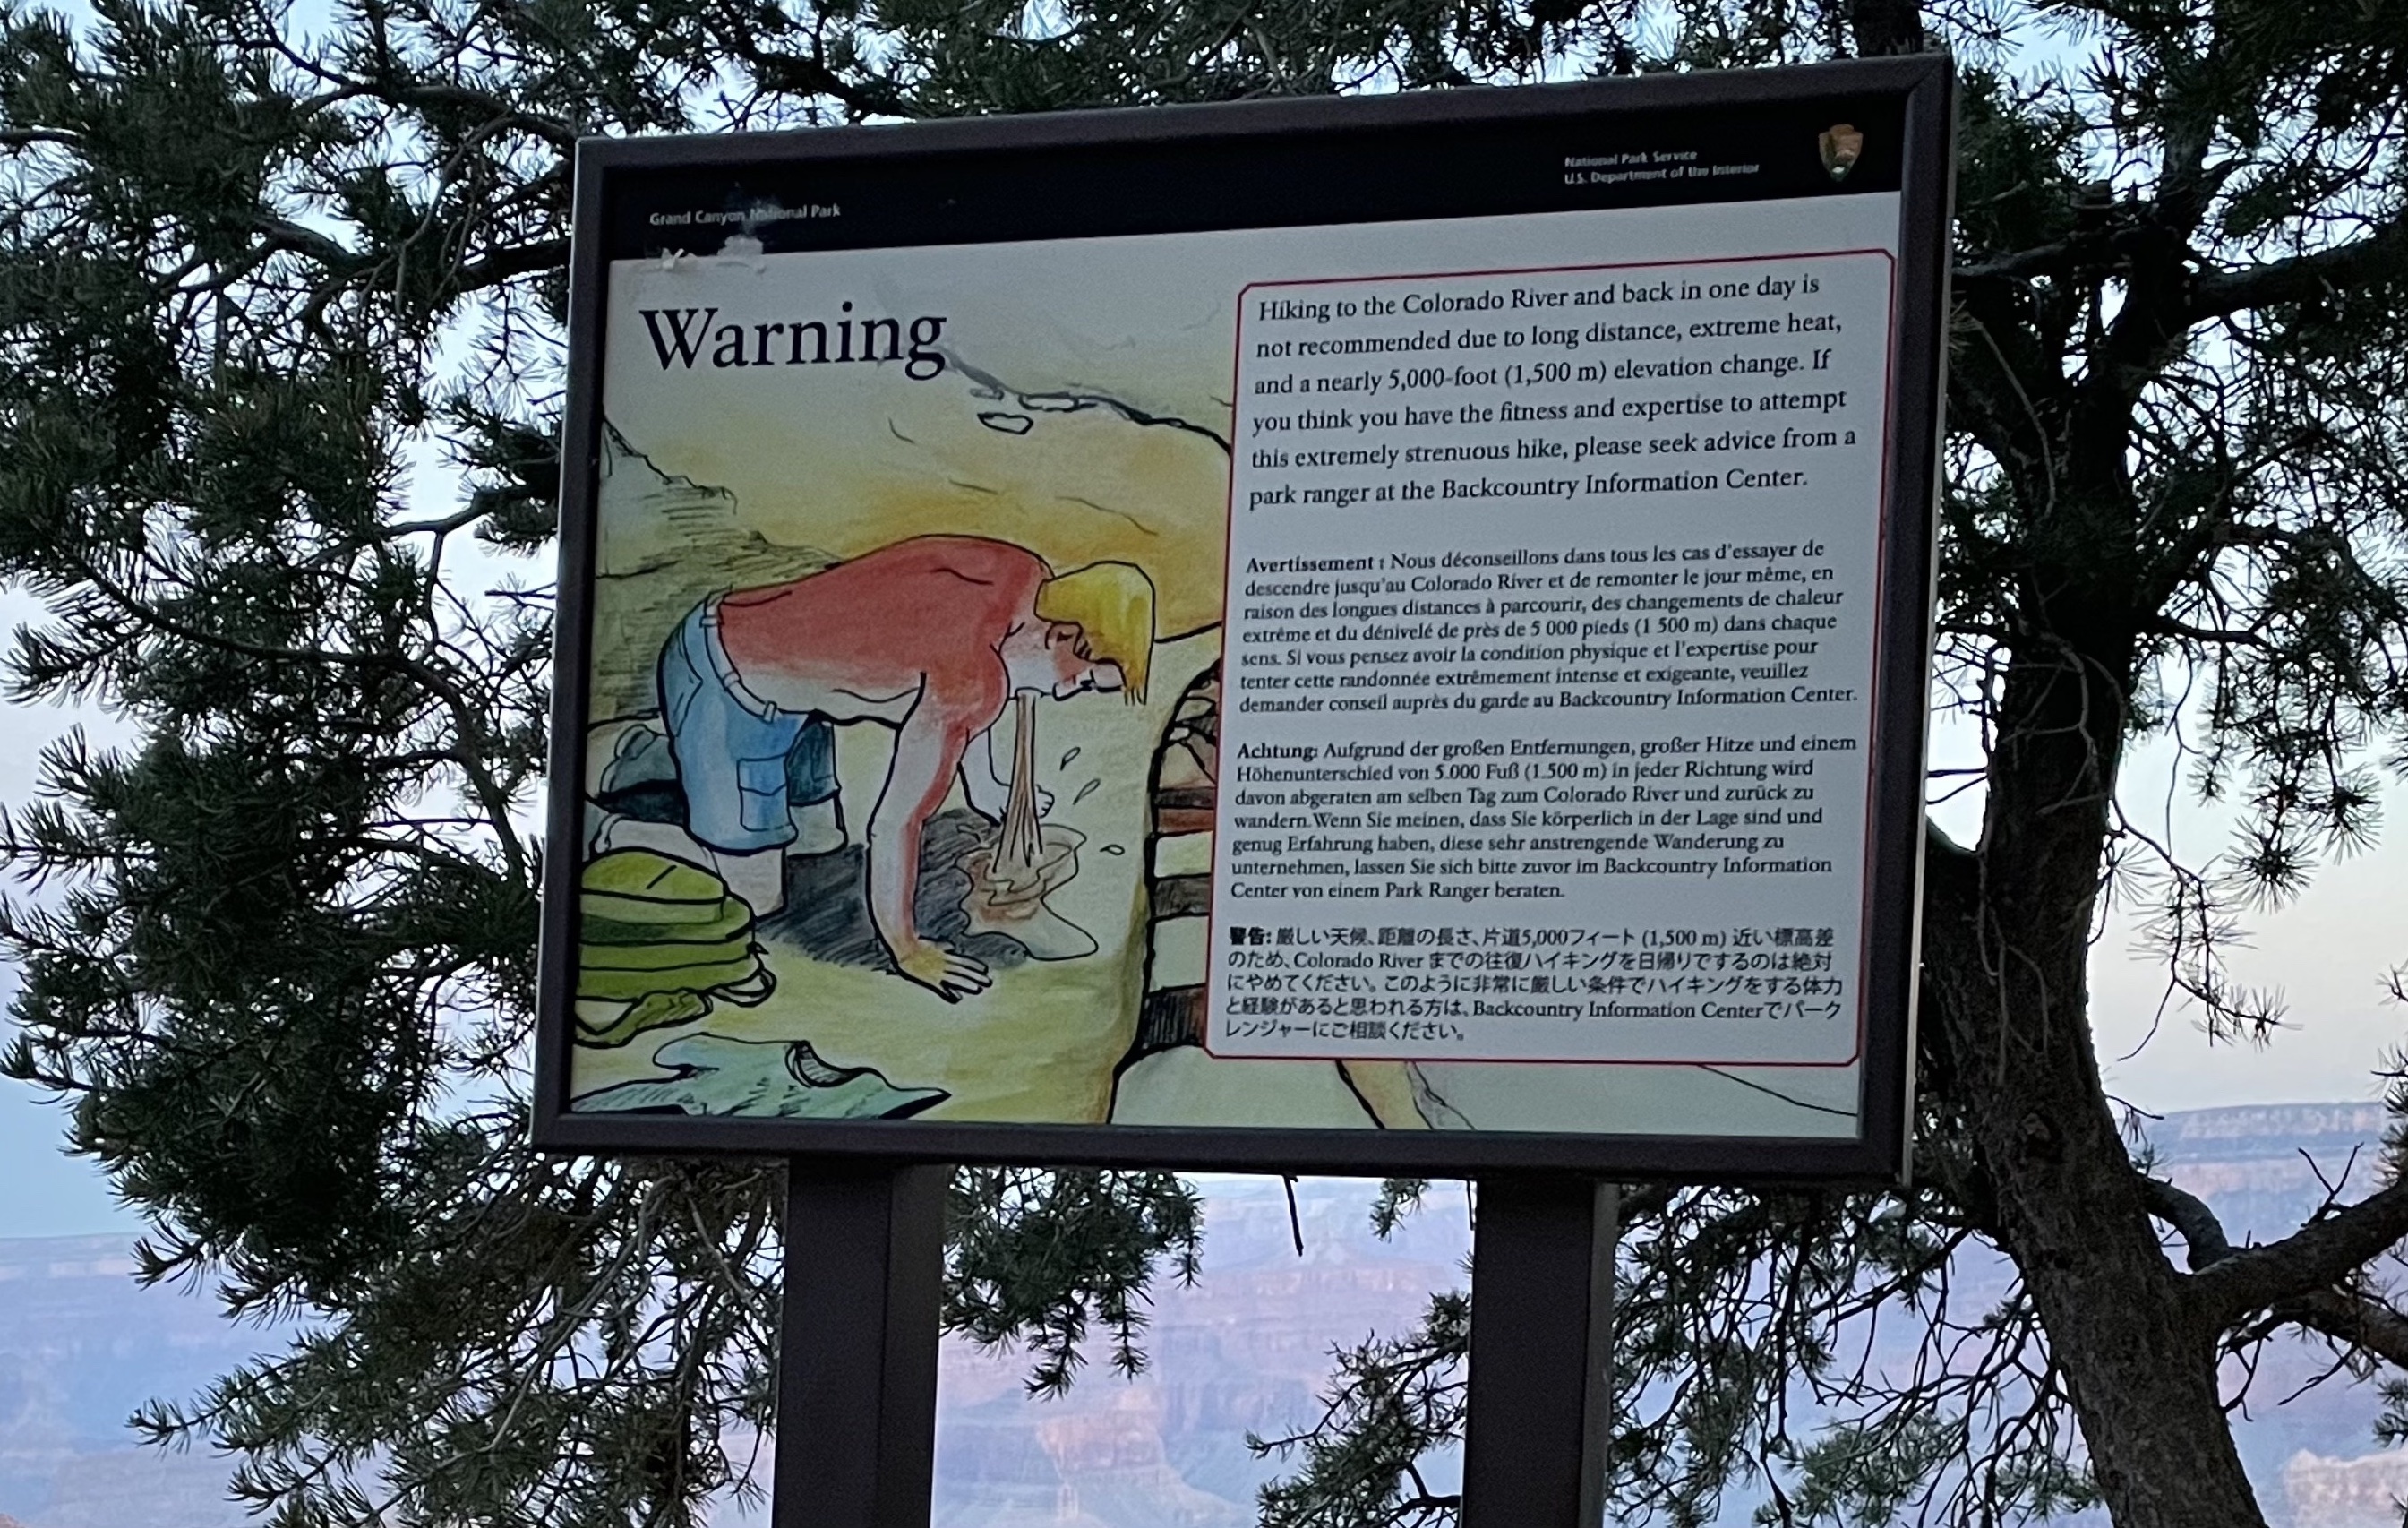 Grand Canyon National Park
National Park Service
U.S. Department of the Interior
Warning
Hiking to the Colorado River and back in one day is
not recommended due to long distance, extreme heat,
and a nearly 5,000-foot (1,500 m) elevation change. If
you think you have the fitness and expertise to attempt
this extremely strenuous hike, please seek advice from a
park ranger at the Backcountry Information Center.
Avertissement : Nous déconseillons dans tous les cas d'essayer de
descendre jusqu'au Colorado River et de remonter le jour même, en
raison des longues distances à parcourir, des changements de chaleur
extrême et du dénivelé de près de 5 000 pieds (1 500 m) dans chaque
sens. Si vous pensez avoir la condition physique et l'expertise pour
tenter cette randonnée extrêmement intense et exigeante, veuillez
demander conseil auprès du garde au Backcountry Information Center.
Achtung: Aufgrund der großen Entfernungen, großer Hitze und einem
Höhenunterschied von 5.000 Fuß (1.500 m) in jeder Richtung wird
davon abgeraten am selben Tag zum Colorado River und zurück zu
wandern. Wenn Sie meinen, dass Sie körperlich in der Lage sind und
genug Erfahrung haben, diese sehr anstrengende Wanderung zu
unternehmen, lassen Sie sich bitte zuvor im Backcountry Information
Center von einem Park Ranger beraten.
警告: 厳しい天候、距離の長さ、片道5,000フィート (1,500 m) 近い標高差
のため、Colorado River までの往復ハイキングを日帰りでするのは絶対
にやめてください。このように非常に厳しい条件でハイキングをする体力
と経験があると思われる方は、Backcountry Information Centerでパーク
レンジャーにご相談ください。